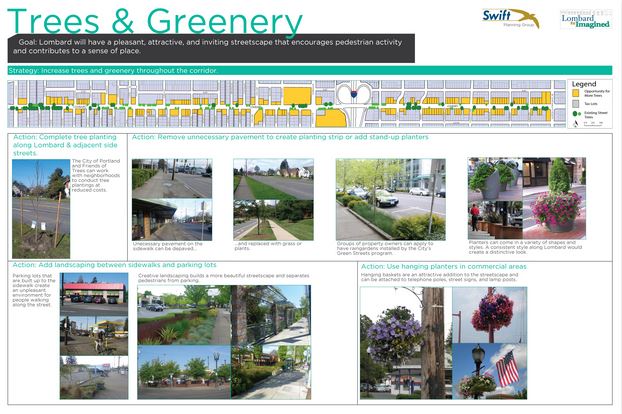 Trees & Greenery
Goal: Lombard will have a pleasant, attractive, and inviting streetscape that encourages pedestrian activity
and contributes to a sense of place.
Swift
Planning Group
Lombard
Re-Imagined
Strategy: Increase trees and greenery throughout the corridor.
Legend
Opportunity for
More Trees
Tax Lots
Existing Street
Trees
Action: Complete tree planting
along Lombard & adjacent side
streets.
The City of Portland
and Friends of
Trees can work
with neighborhoods
to conduct tree
plantings at
reduced costs.
Action: Remove unnecessary pavement to create planting strip or add stand-up planters
Unnecessary pavement on the
sidewalk can be depaved...
...and replaced with grass or
plants.
Groups of property owners can apply to
have raingardens installed by the City's
Green Streets program.
Planters can come in a variety of shapes and
styles. A consistent style along Lombard would
create a distinctive look.
Action: Add landscaping between sidewalks and parking lots
Parking lots that
are built up to the
sidewalk create
an unpleasant
environment for
people walking
along the street.
Creative landscaping builds a more beautiful streetscape and separates
pedestrians from parking.
Action: Use hanging planters in commercial areas
Hanging baskets are an attractive addition to the streetscape and
can be attached to telephone poles, street signs, and lamp posts.